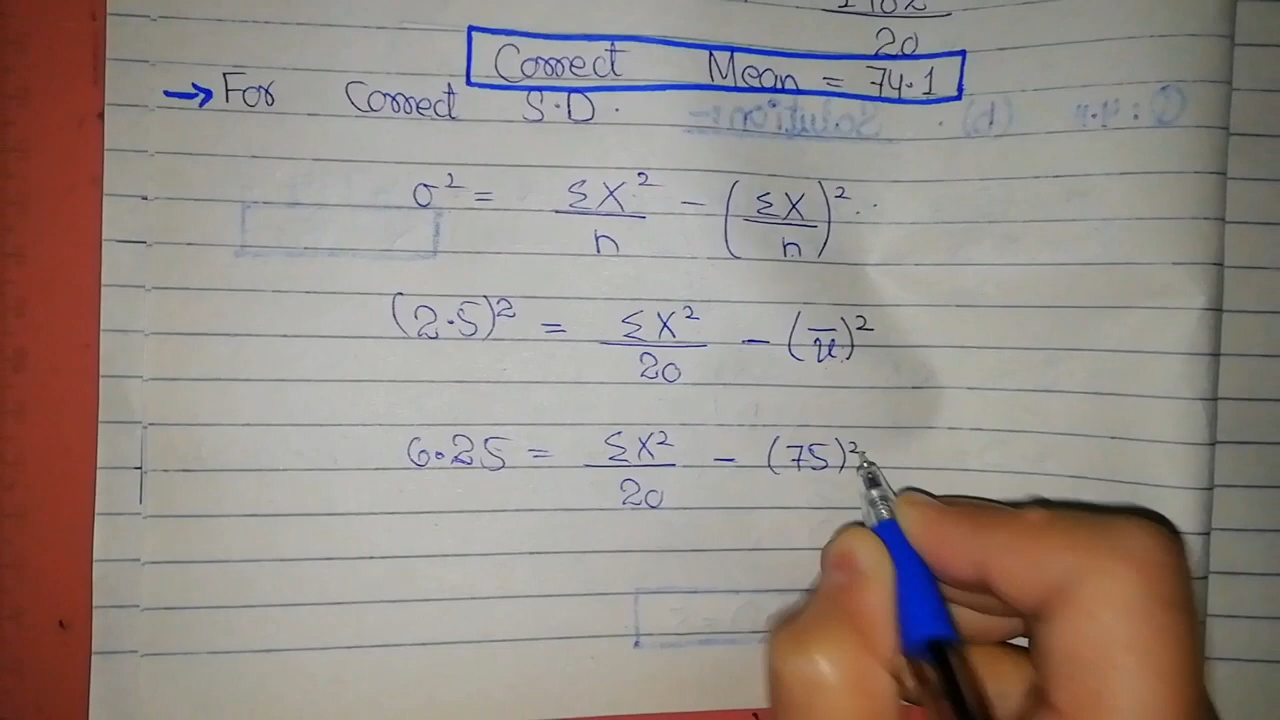 20
Correct Mean = 74.1
→ For Correct S.D.
σ² = ΣX²/n - (ΣX/n)²
(2.5)² = ΣX²/20 - (x̄)²
6.25 = ΣX²/20 - (75)²